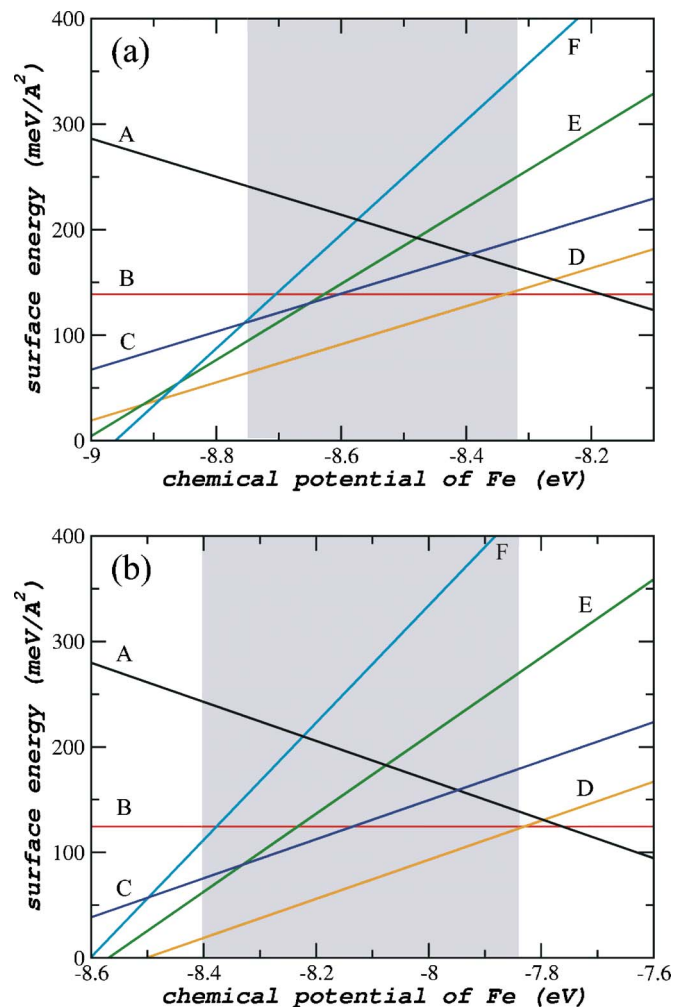 (a)
400
300
200
100
0
surface energy (meV/A²)
A
B
C
D
E
F
-9
-8.8
-8.6
-8.4
-8.2
chemical potential of Fe (eV)
(b)
400
300
200
100
0
surface energy (meV/A²)
A
B
C
D
E
F
-8.6
-8.4
-8.2
-8
-7.8
-7.6
chemical potential of Fe (eV)